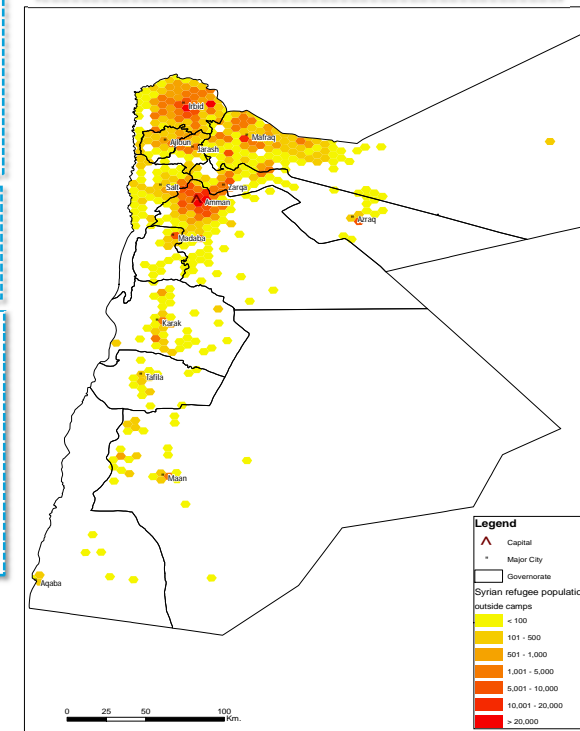 Irbid
Mafraq
Ajloun
Jarash
Salt
Zarqa
Amman
Azraq
Madaba
Karak
Tafila
Maan
Aqaba
Legend
Capital
Major City
Governorate
Syrian refugee populatio
outside camps
< 100
101 - 500
501 - 1,000
1,001 - 5,000
5,001 - 10,000
10,001 - 20,000
> 20,000
0 25 50 100
Km.